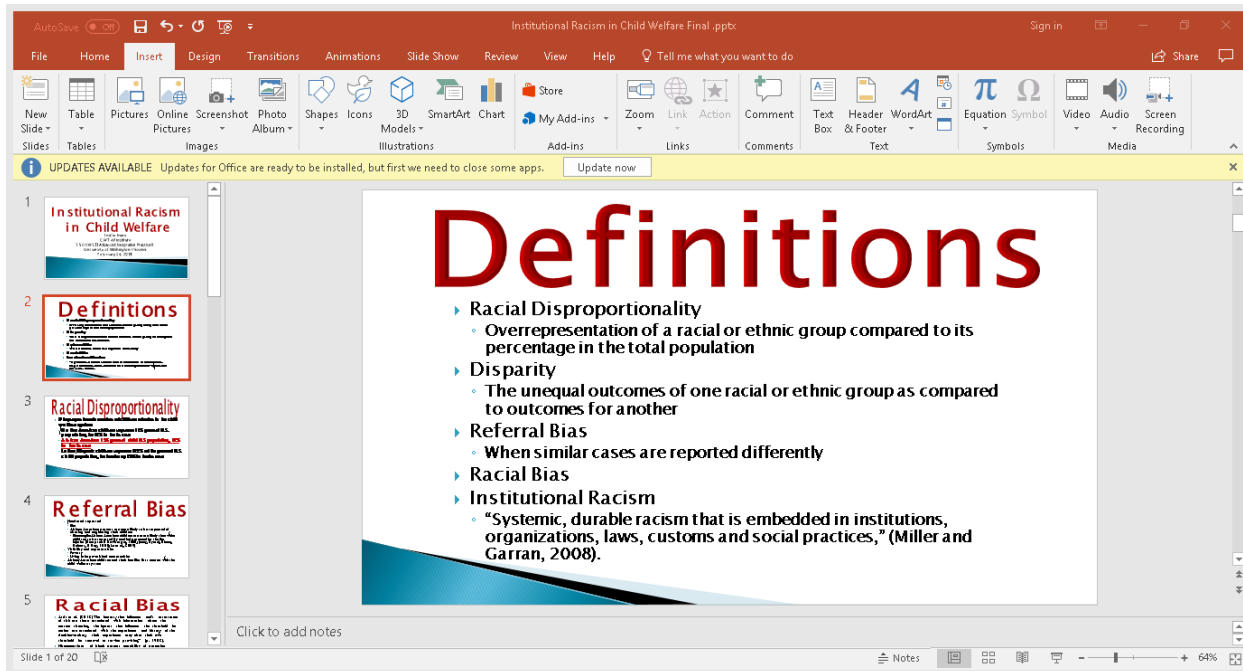 AutoSave Off
Institutional Racism in Child Welfare Final .pptx
Sign in
File Home Insert Design Transitions Animations Slide Show Review View Help Tell me what you want to do Share
New Slide
Table
Pictures
Online Pictures
Screenshot
Photo Album
Shapes
Icons
3D Models
SmartArt
Chart
Store
My Add-ins
Zoom
Link
Action
Comment
Text Box
Header & Footer
WordArt
Equation
Symbol
Video
Audio
Screen Recording
Slides Tables Images Illustrations Add-ins Links Comments Text Symbols Media
UPDATES AVAILABLE Updates for Office are ready to be installed, but first we need to close some apps. Update now
1
Institutional Racism
in Child Welfare
2
Definitions
3
Racial Disproportionality
4
Referral Bias
5
Racial Bias
Definitions
Racial Disproportionality
Overrepresentation of a racial or ethnic group compared to its
percentage in the total population
Disparity
The unequal outcomes of one racial or ethnic group as compared
to outcomes for another
Referral Bias
When similar cases are reported differently
Racial Bias
Institutional Racism
“Systemic, durable racism that is embedded in institutions,
organizations, laws, customs and social practices,” (Miller and
Garran, 2008).
Click to add notes
Slide 1 of 20
Notes
64%